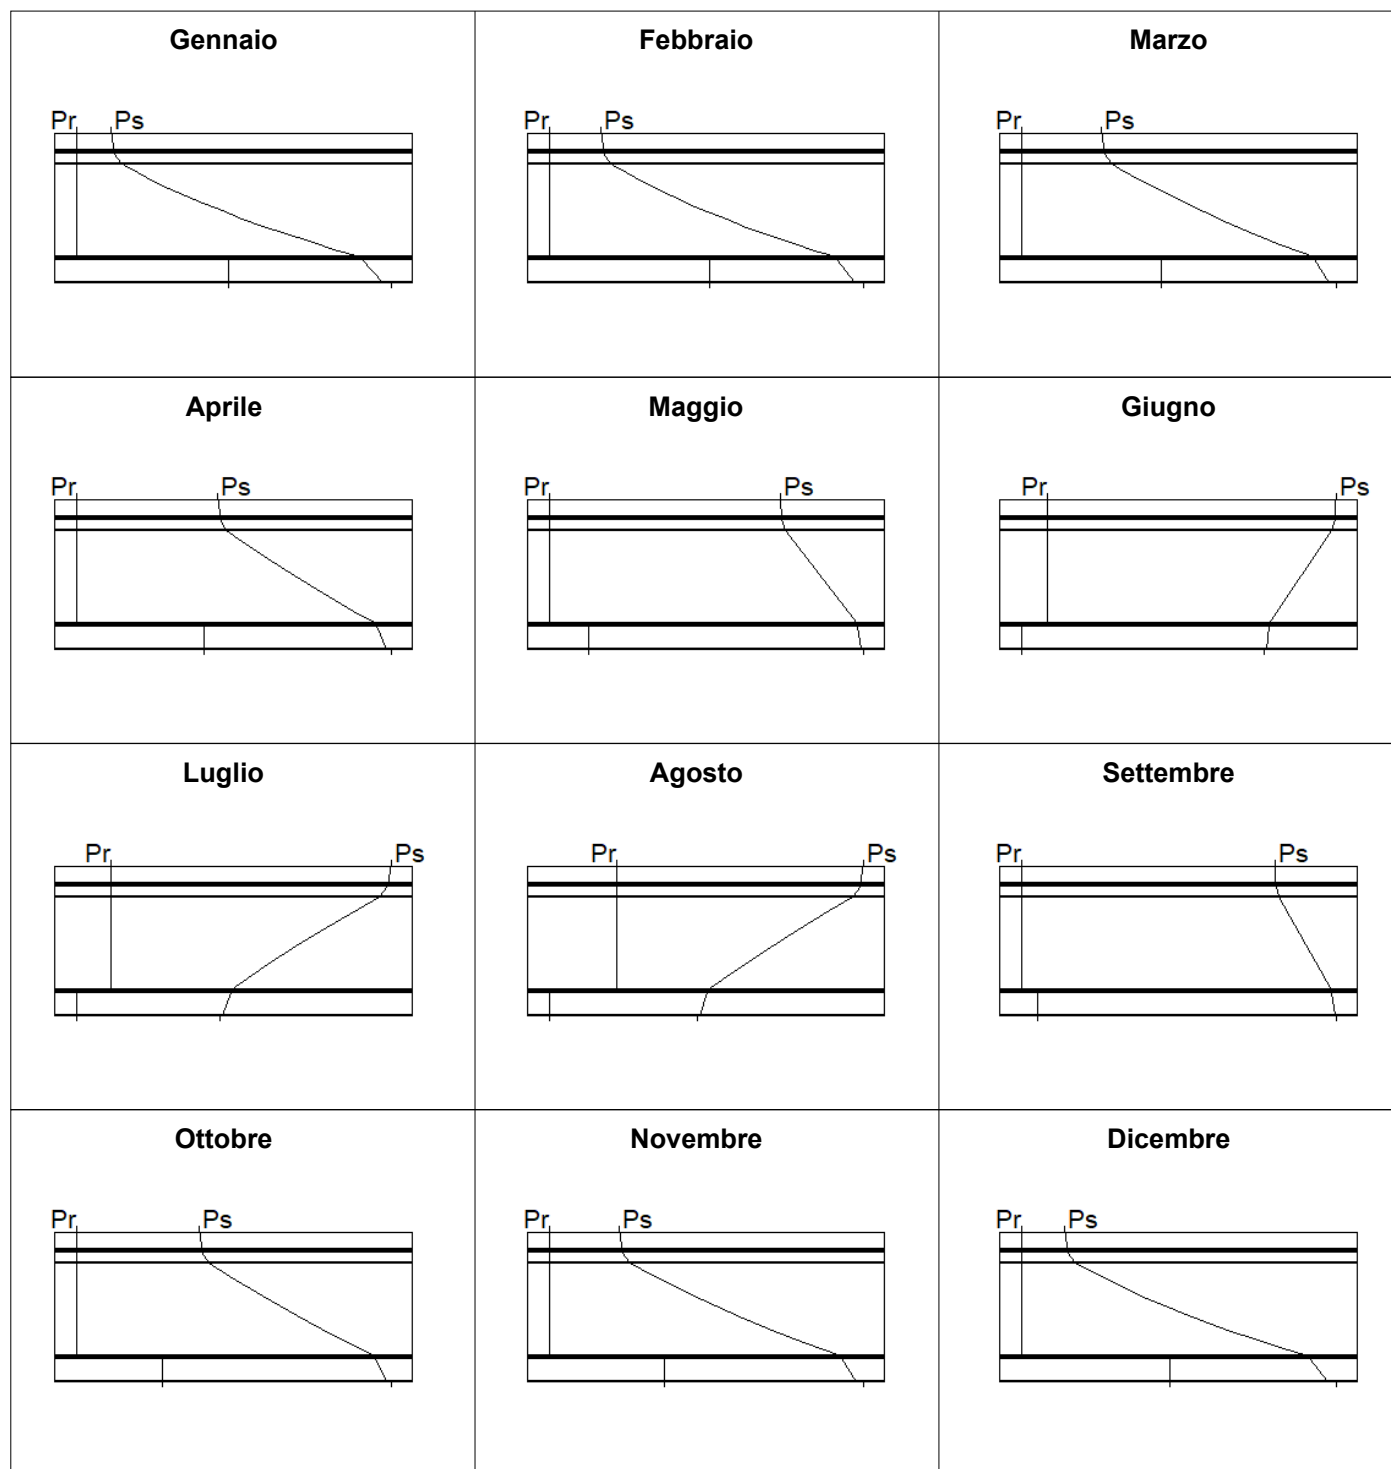 Gennaio
Febbraio
Marzo
Pr Ps
Pr Ps
Pr Ps
Aprile
Maggio
Giugno
Pr Ps
Pr Ps
Pr Ps
Luglio
Agosto
Settembre
Pr Ps
Pr Ps
Pr Ps
Ottobre
Novembre
Dicembre
Pr Ps
Pr Ps
Pr Ps